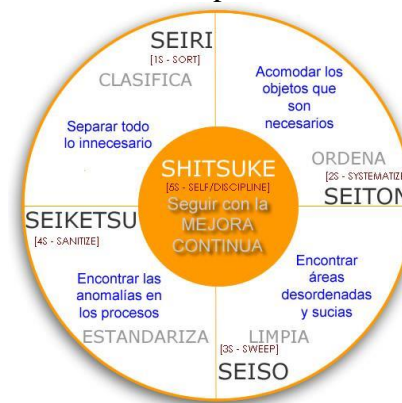 SEIRI
[1S - SORT]
CLASIFICA
Separar todo
lo innecesario
Acomodar los
objetos que
son
necesarios
ORDENA
[2S - SYSTEMATIZE
SEITON
SHITSUKE
[5S - SELF/DISCIPLINE]
Seguir con la
MEJORA
CONTINUA
SEIKETSU
[4S - SANITIZE]
Encontrar las
anomalías en
los procesos
ESTANDARIZA
Encontrar
áreas
desordenadas
y sucias
LIMPIA
[3S - SWEEP]
SEISO